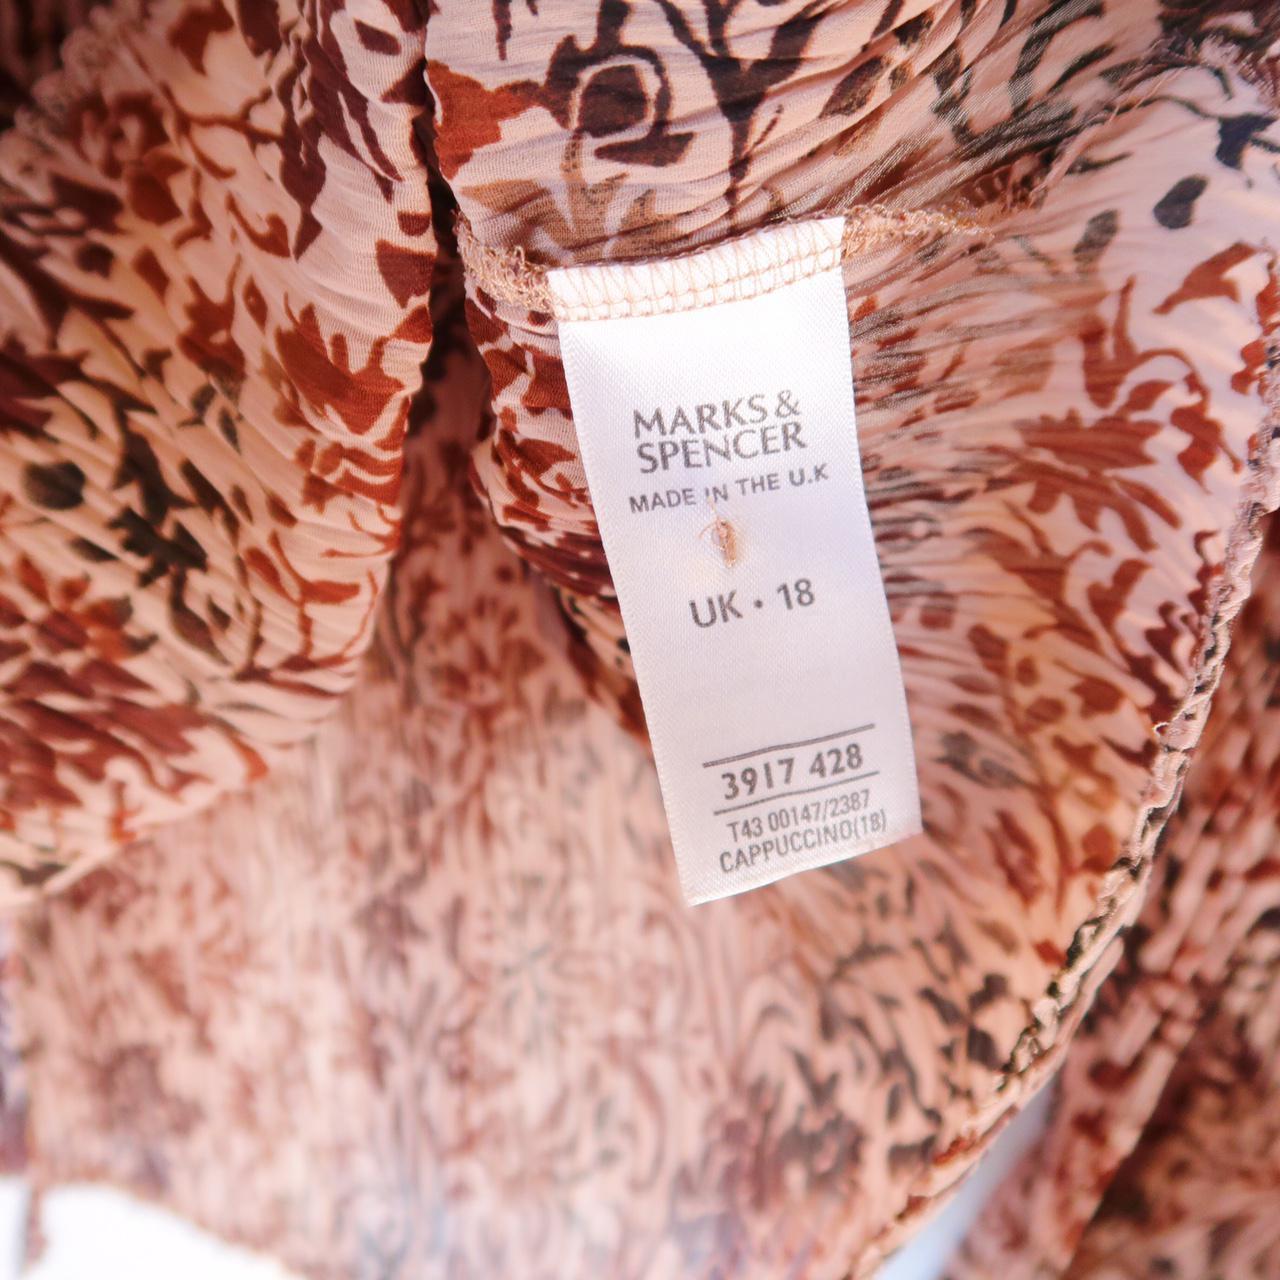 MARKS &
SPENCER
MADE IN THE U.K
UK • 18
3917 428
T43 00147/2387
CAPPUCCINO(18)